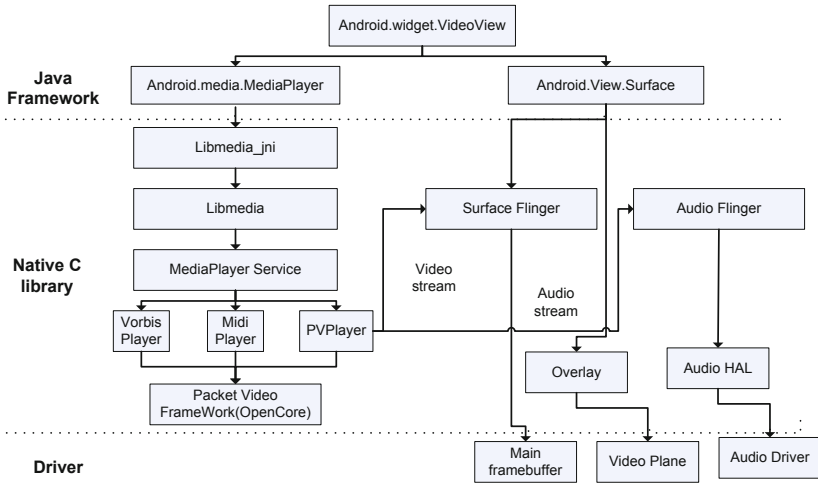 Android.widget.VideoView
Java
Framework
Android.media.MediaPlayer
Android.View.Surface
Libmedia_jni
Libmedia
Surface Flinger
Audio Flinger
Native C
library
MediaPlayer Service
Video
stream
Audio
stream
Vorbis
Player
Midi
Player
PVPlayer
Overlay
Audio HAL
Packet Video
FrameWork(OpenCore)
Driver
Main
framebuffer
Video Plane
Audio Driver